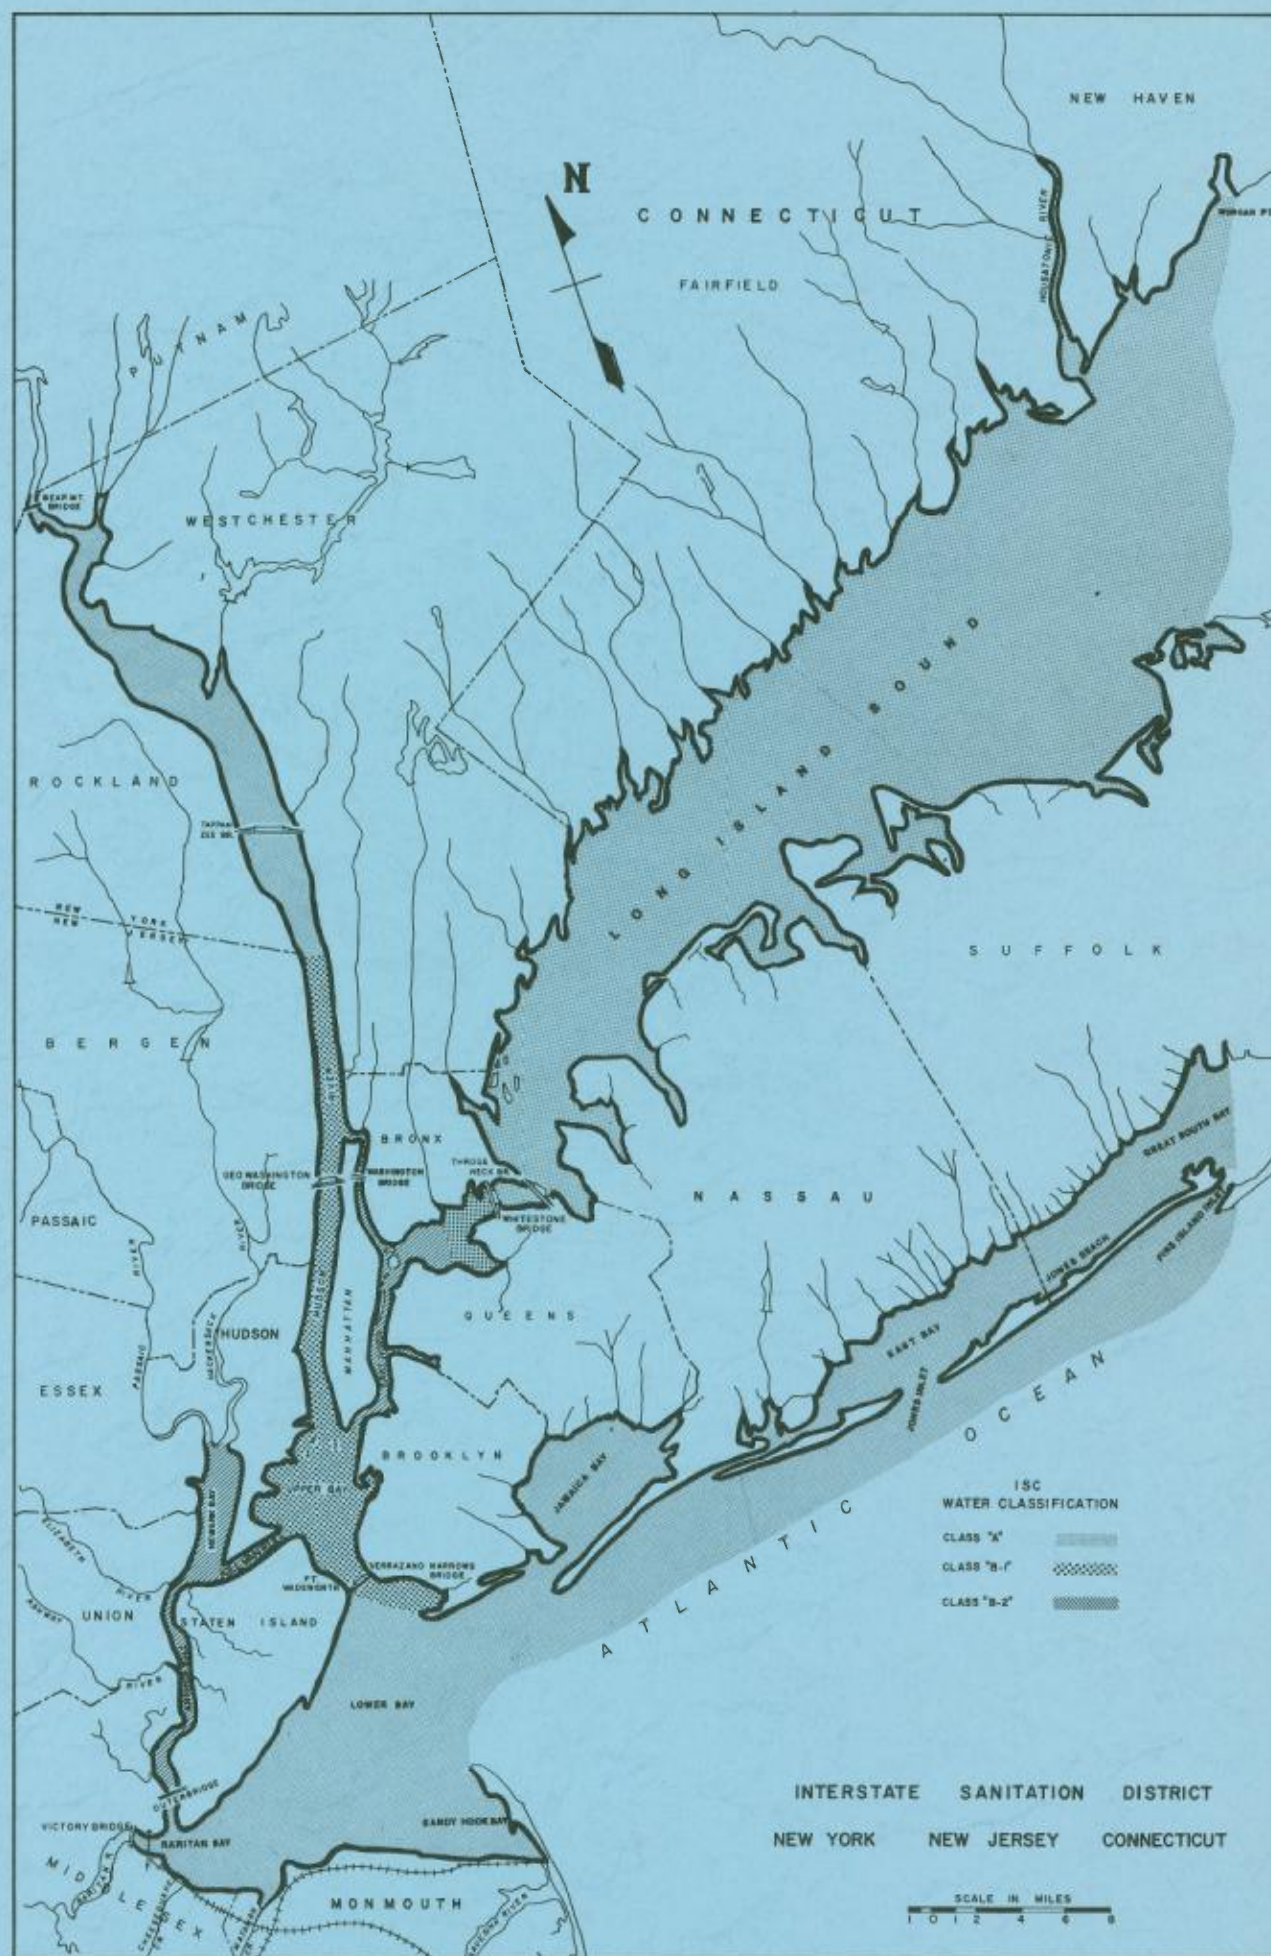 NEW HAVEN
N
CONNECTICUT
HOUSATONIC RIVER
FAIRFIELD
PUTNAM
BEAR MT.
BRIDGE
WESTCHESTER
LONG ISLAND SOUND
ROCKLAND
TAPPAN
ZEE BR.
NEW YORK
NEW JERSEY
SUFFOLK
BERGEN
RIVER
BRONX
GEO WASHINGTON
BRIDGE
WASHINGTON
BRIDGE
THROGS
NECK BR.
WHITESTONE
BRIDGE
NASSAU
GREAT SOUTH BAY
FIRE ISLAND INLET
JONES BEACH
PASSAIC
RIVER
RIVER
HUDSON
MANHATTAN
QUEENS
HACKENSACK
HUDSON
PASSAIC
ESSEX
EAST BAY
JONES INLET
BROOKLYN
JAMAICA BAY
UPPER BAY
NEWARK BAY
ATLANTIC OCEAN
ISC
WATER CLASSIFICATION
CLASS "A"
CLASS "B-1"
CLASS "B-2"
ELIZABETH
RIVER
VERRAZANO NARROWS
BRIDGE
FT.
WADSWORTH
UNION
STATEN ISLAND
RAHWAY
RIVER
LOWER BAY
OUTERBRIDGE
VICTORY BRIDGE
RARITAN BAY
SANDY HOOK BAY
MIDDLESEX
MONMOUTH
INTERSTATE SANITATION DISTRICT
NEW YORK NEW JERSEY CONNECTICUT
SCALE IN MILES
1 0 1 2 4 6 8